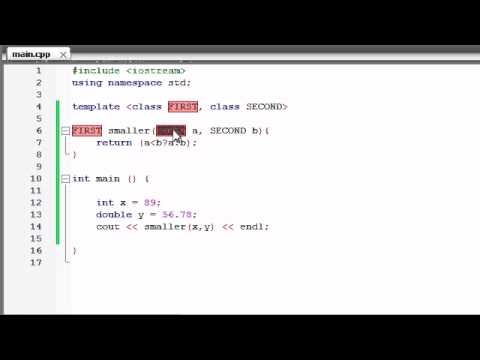 main.cpp
1 #include <iostream>
2 using namespace std;
3
4 template <class FIRST, class SECOND>
5
6 FIRST smaller(FIRST a, SECOND b){
7 return (a<b?a:b);
8 }
9
10 int main () {
11
12 int x = 89;
13 double y = 56.78;
14 cout << smaller(x,y) << endl;
15
16 }
17